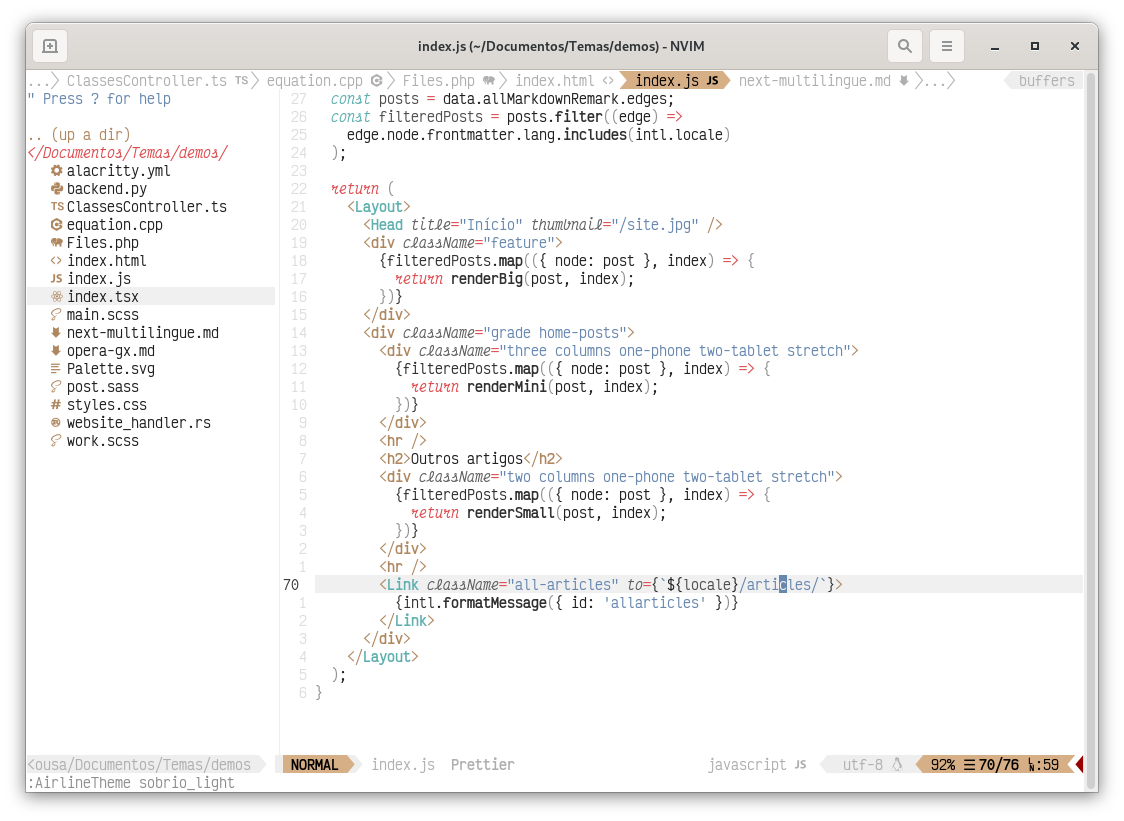 index.js (~/Documentos/Temas/demos) - NVIM
... ClassesController.ts TS equation.cpp Files.php index.html <> index.js JS next-multilingue.md ... buffers
" Press ? for help
.. (up a dir)
</Documentos/Temas/demos/
alacritty.yml
backend.py
TS ClassesController.ts
equation.cpp
Files.php
<> index.html
JS index.js
index.tsx
main.scss
next-multilingue.md
opera-gx.md
Palette.svg
post.sass
# styles.css
website_handler.rs
work.scss
27 const posts = data.allMarkdownRemark.edges;
26 const filteredPosts = posts.filter((edge) =>
25 edge.node.frontmatter.lang.includes(intl.locale)
24 );
23
22 return (
21 <Layout>
20 <Head title="Início" thumbnail="/site.jpg" />
19 <div className="feature">
18 {filteredPosts.map(({ node: post }, index) => {
17 return renderBig(post, index);
16 })}
15 </div>
14 <div className="grade home-posts">
13 <div className="three columns one-phone two-tablet stretch">
12 {filteredPosts.map(({ node: post }, index) => {
11 return renderMini(post, index);
10 })}
9 </div>
8 <hr />
7 <h2>Outros artigos</h2>
6 <div className="two columns one-phone two-tablet stretch">
5 {filteredPosts.map(({ node: post }, index) => {
4 return renderSmall(post, index);
3 })}
2 </div>
1 <hr />
70 <Link className="all-articles" to={`${locale}/articles/`}>
1 {intl.formatMessage({ id: 'allarticles' })}
2 </Link>
3 </div>
4 </Layout>
5 );
6 }
<ousa/Documentos/Temas/demos NORMAL index.js Prettier javascript JS utf-8 92% ☰ 70/76 :59
:AirlineTheme sobrio_light